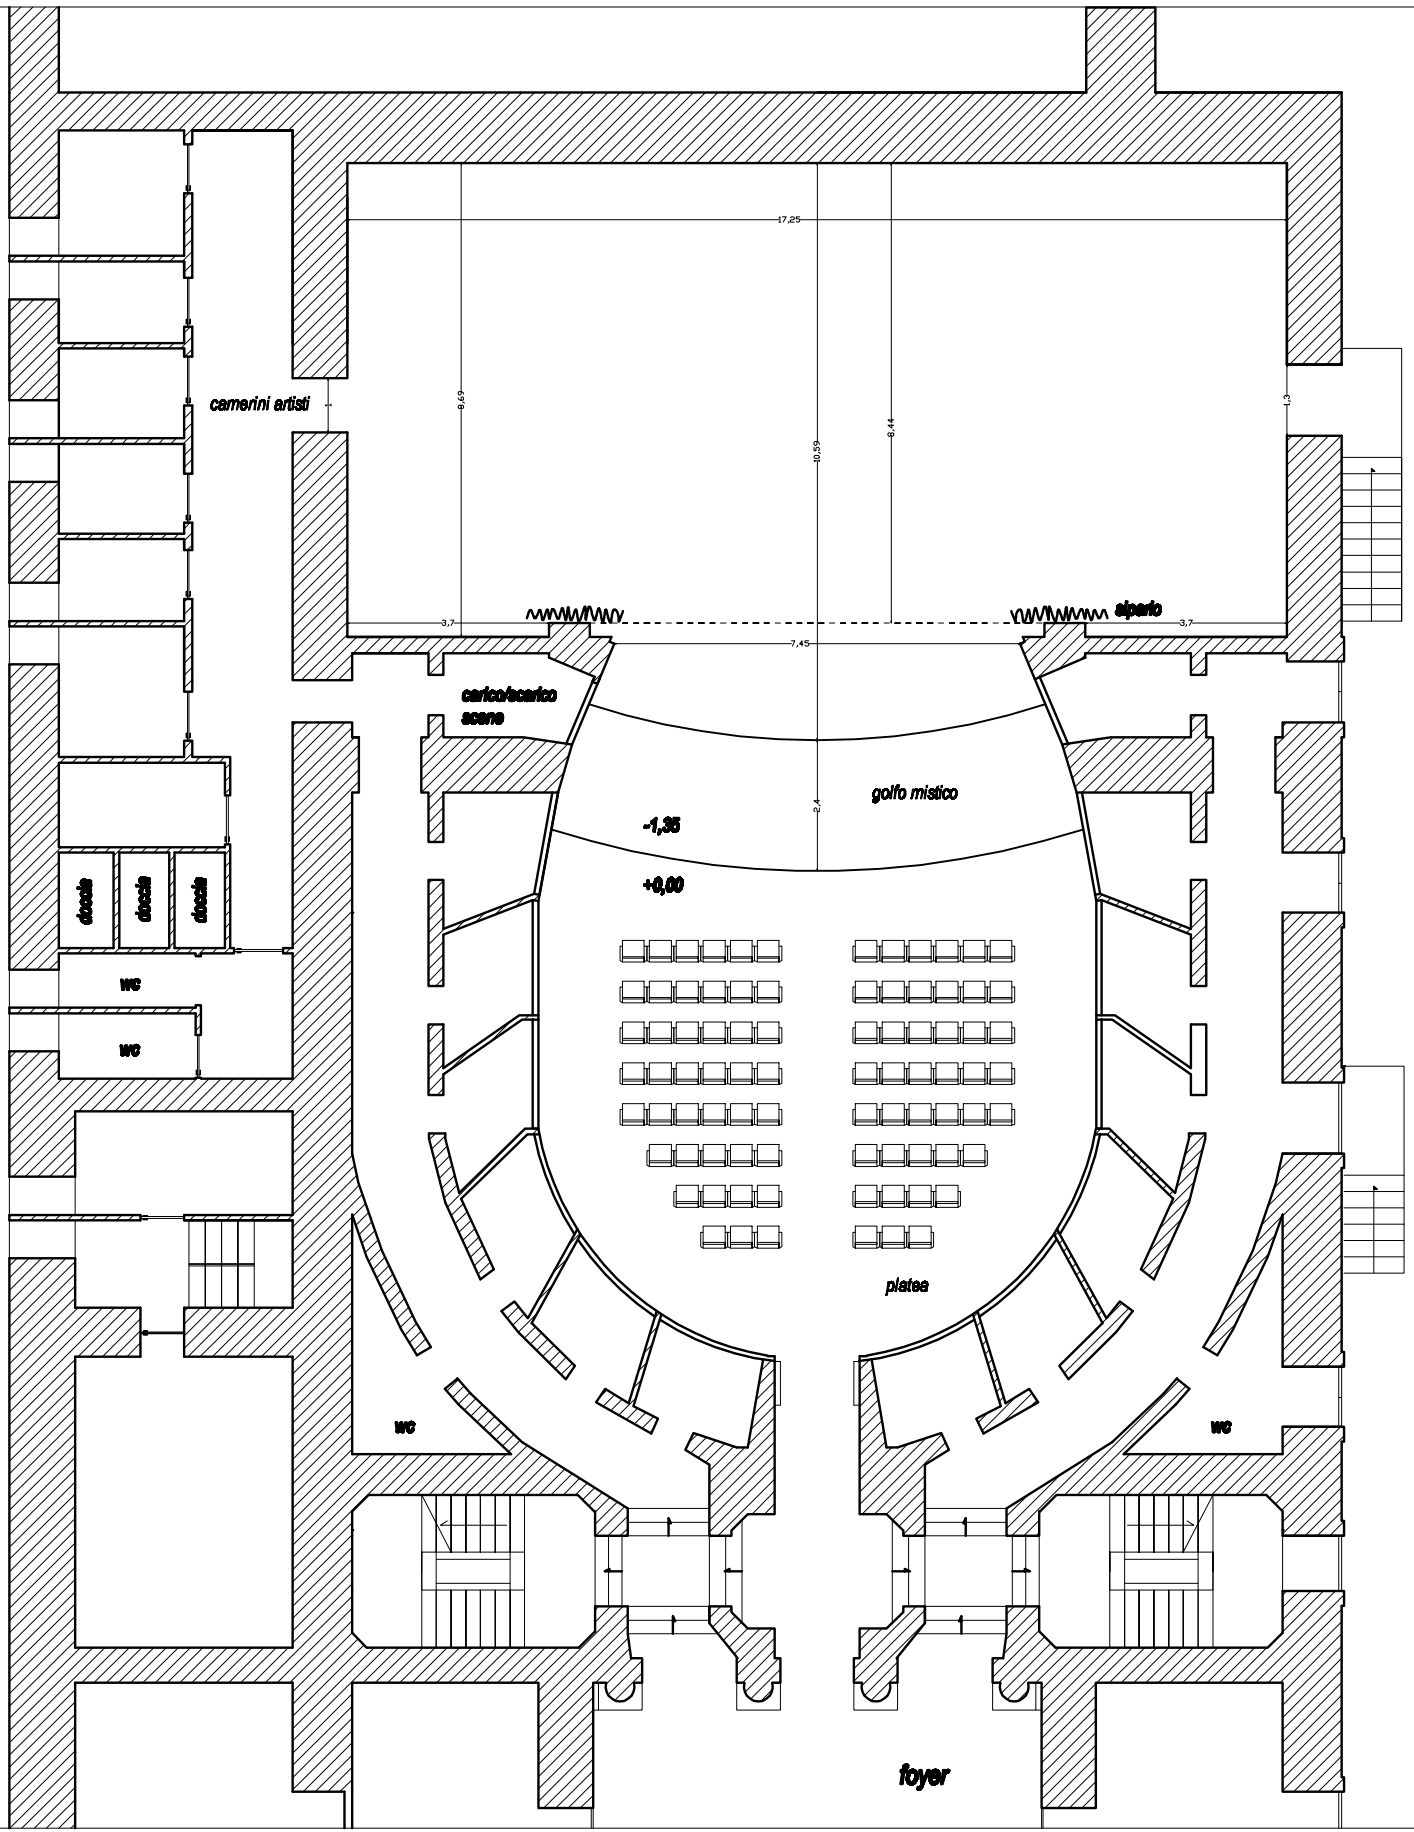 17,25
camerini artisti
8,69
10,59
8,44
1,3
sipario
3,7
3,7
7,45
carico/scarico
scene
golfo mistico
2,4
-1,35
+0,00
doccia
doccia
doccia
wc
wc
platea
wc
wc
foyer